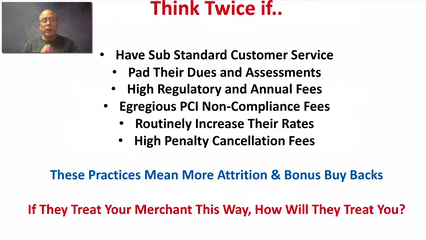 Think Twice if..
• Have Sub Standard Customer Service
• Pad Their Dues and Assessments
• High Regulatory and Annual Fees
• Egregious PCI Non-Compliance Fees
• Routinely Increase Their Rates
• High Penalty Cancellation Fees
These Practices Mean More Attrition & Bonus Buy Backs
If They Treat Your Merchant This Way, How Will They Treat You?